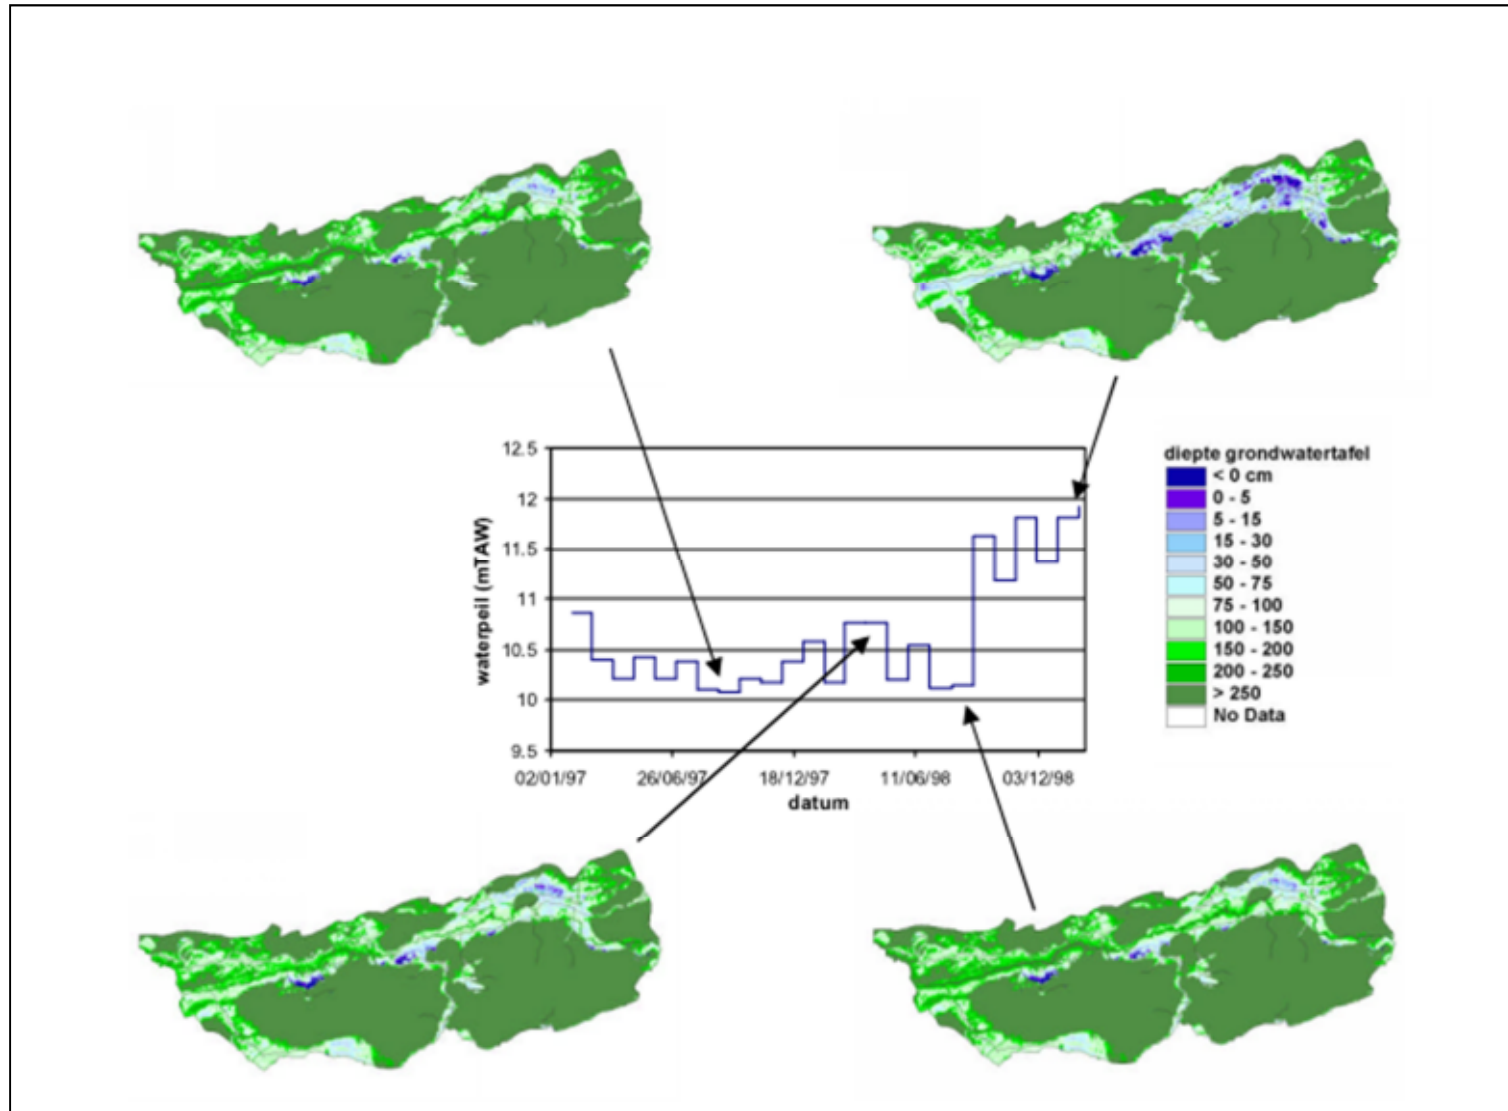 12.5
12
11.5
11
10.5
10
9.5
waterpeil (mTAW)
02/01/97
26/06/97
18/12/97
11/06/98
03/12/98
datum
diepte grondwatertafel
< 0 cm
0 - 5
5 - 15
15 - 30
30 - 50
50 - 75
75 - 100
100 - 150
150 - 200
200 - 250
> 250
No Data